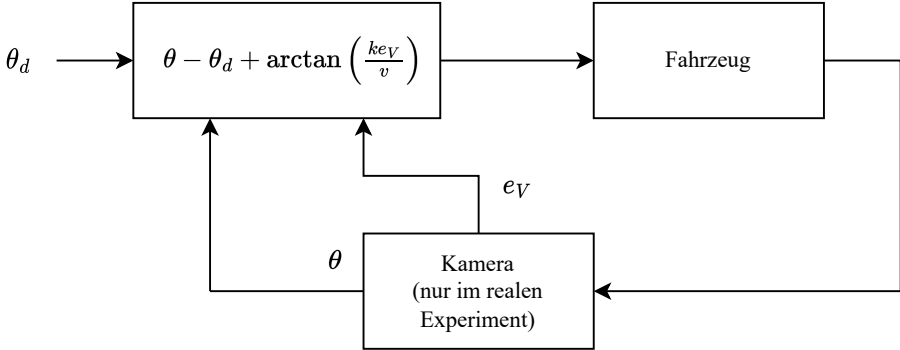 θ_d
θ − θ_d + arctan (ke_V / v)
Fahrzeug
e_V
θ
Kamera
(nur im realen
Experiment)